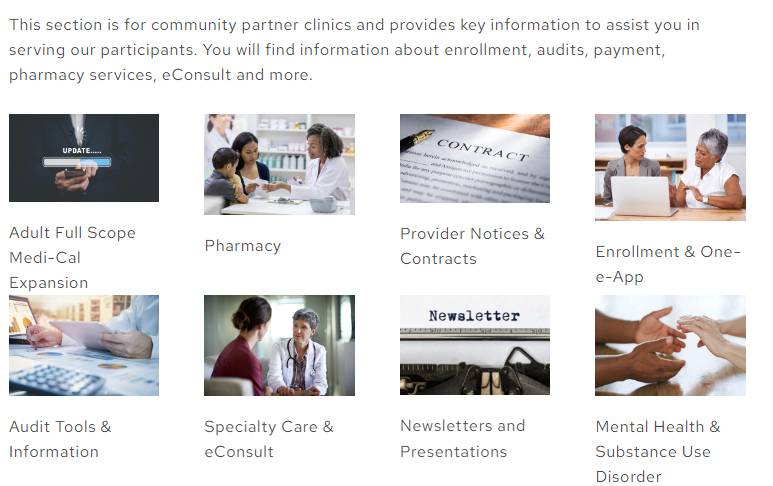 This section is for community partner clinics and provides key information to assist you in
serving our participants. You will find information about enrollment, audits, payment,
pharmacy services, eConsult and more.
UPDATE.....
CONTRACT
Newsletter
Adult Full Scope
Medi-Cal
Expansion
Pharmacy
Provider Notices &
Contracts
Enrollment & One-
e-App
Audit Tools &
Information
Specialty Care &
eConsult
Newsletters and
Presentations
Mental Health &
Substance Use
Disorder